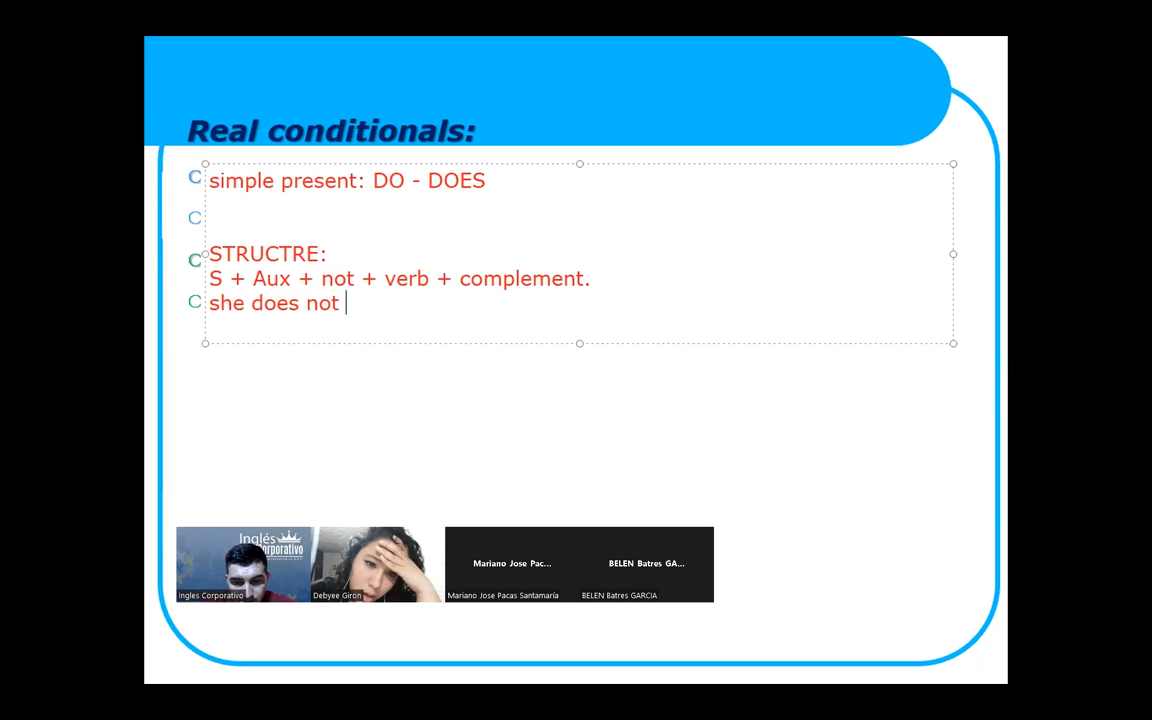 Real conditionals:
simple present: DO - DOES
STRUCTRE:
S + Aux + not + verb + complement.
she does not
Inglés
Corporativo
Mariano Jose Pac...
BELEN Batres GA...
Ingles Corporativo
Debyee Giron
Mariano Jose Pacas Santamaría
BELEN Batres GARCIA